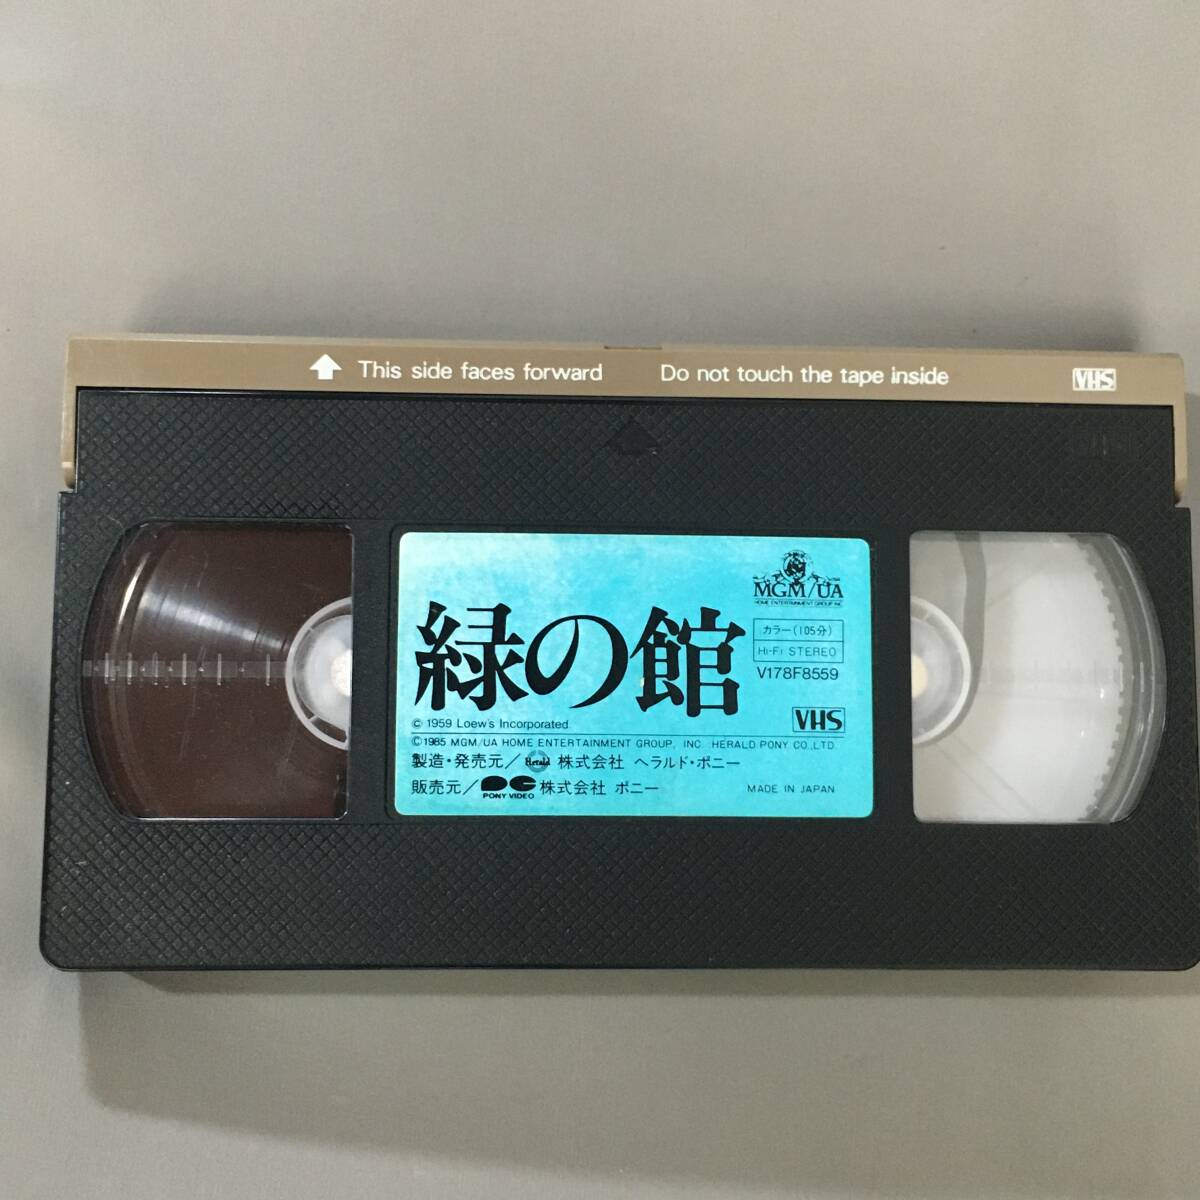 This side faces forward Do not touch the tape inside VHS
MGM/UA
HOME ENTERTAINMENT GROUP, INC.
緑の館
カラー(105分)
Hi-Fi STEREO
V178F8559
VHS
© 1959 Loew's Incorporated.
©1985 MGM/UA HOME ENTERTAINMENT GROUP, INC. HERALD PONY CO.,LTD.
製造・発売元/Herald 株式会社 ヘラルド・ポニー
販売元/PONY VIDEO 株式会社 ポニー
MADE IN JAPAN